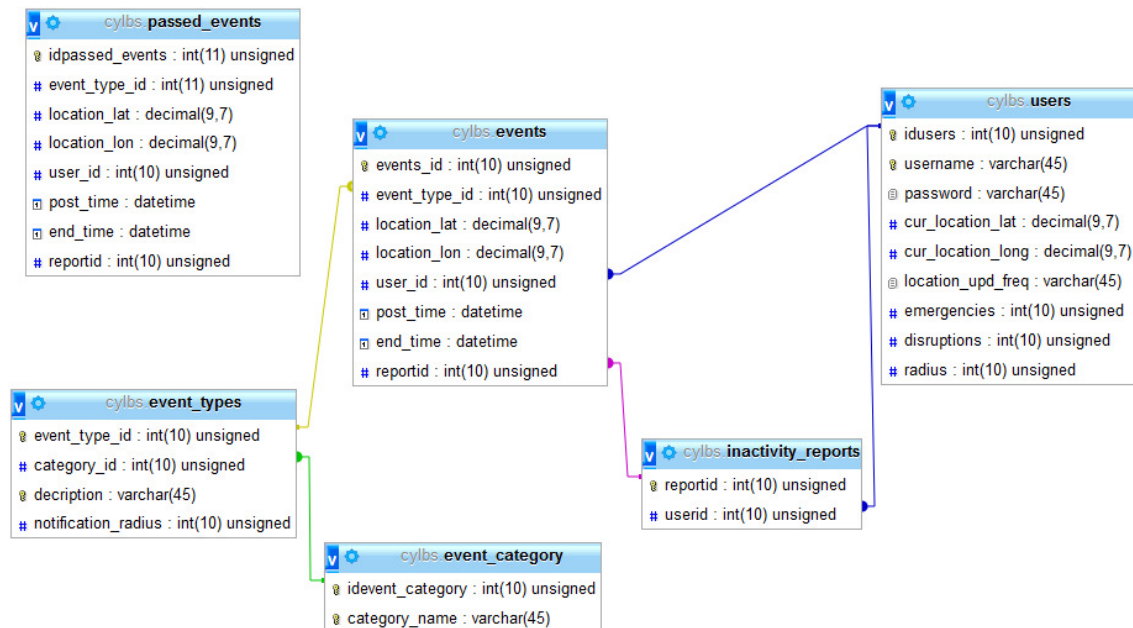 cylbs.passed_events
idpassed_events : int(11) unsigned
event_type_id : int(11) unsigned
location_lat : decimal(9,7)
location_lon : decimal(9,7)
user_id : int(10) unsigned
post_time : datetime
end_time : datetime
reportid : int(10) unsigned
v cylbs.events
events_id : int(10) unsigned
event_type_id : int(10) unsigned
location_lat : decimal(9,7)
location_lon : decimal(9,7)
user_id : int(10) unsigned
post_time : datetime
end_time : datetime
reportid : int(10) unsigned
v cylbs.users
idusers : int(10) unsigned
username : varchar(45)
password : varchar(45)
cur_location_lat : decimal(9,7)
cur_location_long : decimal(9,7)
location_upd_freq : varchar(45)
emergencies : int(10) unsigned
disruptions : int(10) unsigned
radius : int(10) unsigned
v cylbs.event_types
event_type_id : int(10) unsigned
category_id : int(10) unsigned
decription : varchar(45)
notification_radius : int(10) unsigned
v cylbs.inactivity_reports
reportid : int(10) unsigned
userid : int(10) unsigned
v cylbs.event_category
idevent_category : int(10) unsigned
category_name : varchar(45)